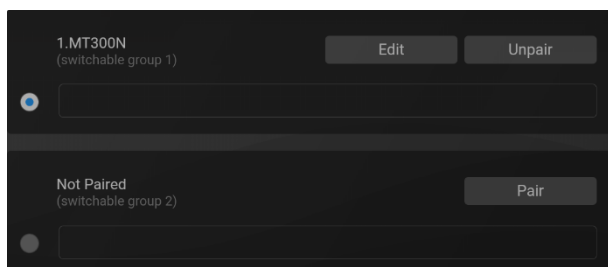 1.MT300N
(switchable group 1)
Edit
Unpair
Not Paired
(switchable group 2)
Pair